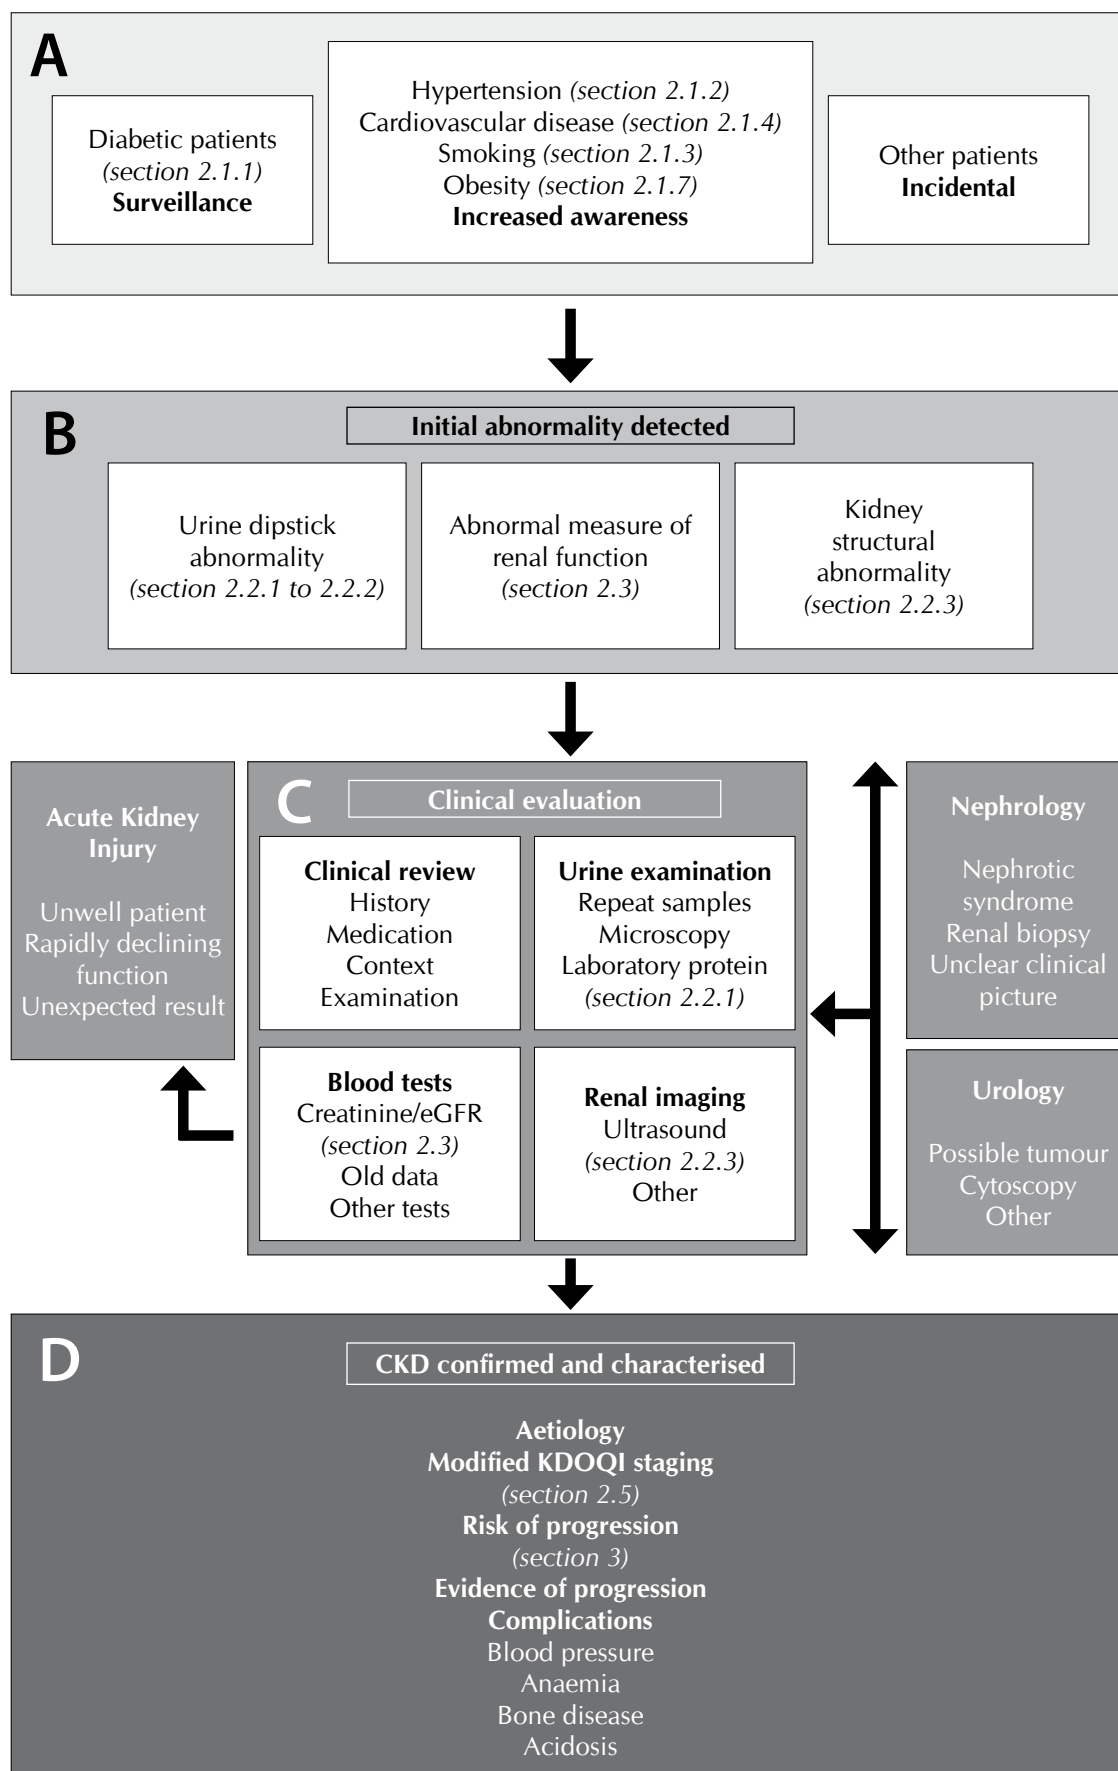 A
Diabetic patients
(section 2.1.1)
Surveillance
Hypertension (section 2.1.2)
Cardiovascular disease (section 2.1.4)
Smoking (section 2.1.3)
Obesity (section 2.1.7)
Increased awareness
Other patients
Incidental
B
Initial abnormality detected
Urine dipstick
abnormality
(section 2.2.1 to 2.2.2)
Abnormal measure of
renal function
(section 2.3)
Kidney
structural
abnormality
(section 2.2.3)
Acute Kidney
Injury
Unwell patient
Rapidly declining
function
Unexpected result
C
Clinical evaluation
Clinical review
History
Medication
Context
Examination
Urine examination
Repeat samples
Microscopy
Laboratory protein
(section 2.2.1)
Blood tests
Creatinine/eGFR
(section 2.3)
Old data
Other tests
Renal imaging
Ultrasound
(section 2.2.3)
Other
Nephrology
Nephrotic
syndrome
Renal biopsy
Unclear clinical
picture
Urology
Possible tumour
Cytoscopy
Other
D
CKD confirmed and characterised
Aetiology
Modified KDOQI staging
(section 2.5)
Risk of progression
(section 3)
Evidence of progression
Complications
Blood pressure
Anaemia
Bone disease
Acidosis